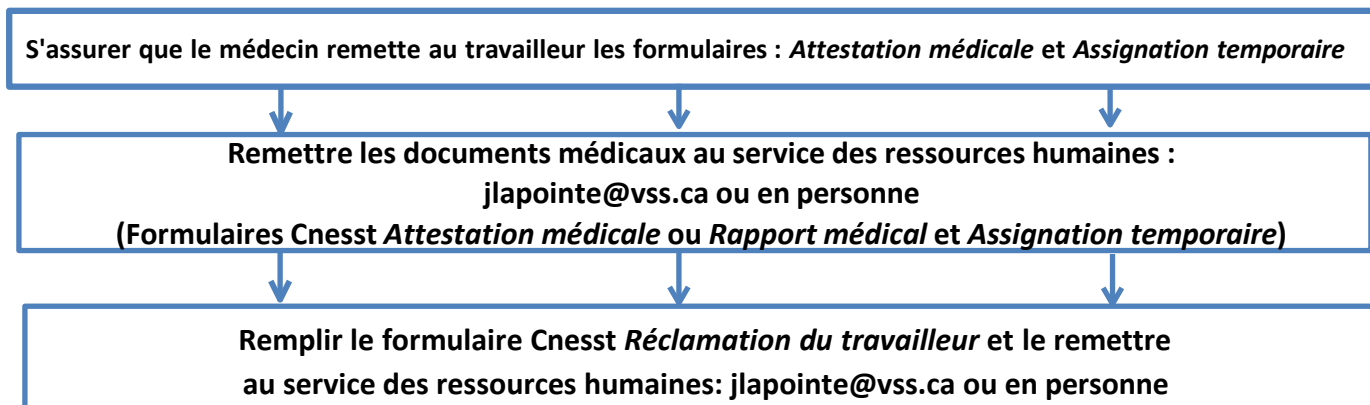 S'assurer que le médecin remette au travailleur les formulaires : Attestation médicale et Assignation temporaire
Remettre les documents médicaux au service des ressources humaines :
jlapointe@vss.ca ou en personne
(Formulaires Cnesst Attestation médicale ou Rapport médical et Assignation temporaire)
Remplir le formulaire Cnesst Réclamation du travailleur et le remettre
au service des ressources humaines: jlapointe@vss.ca ou en personne